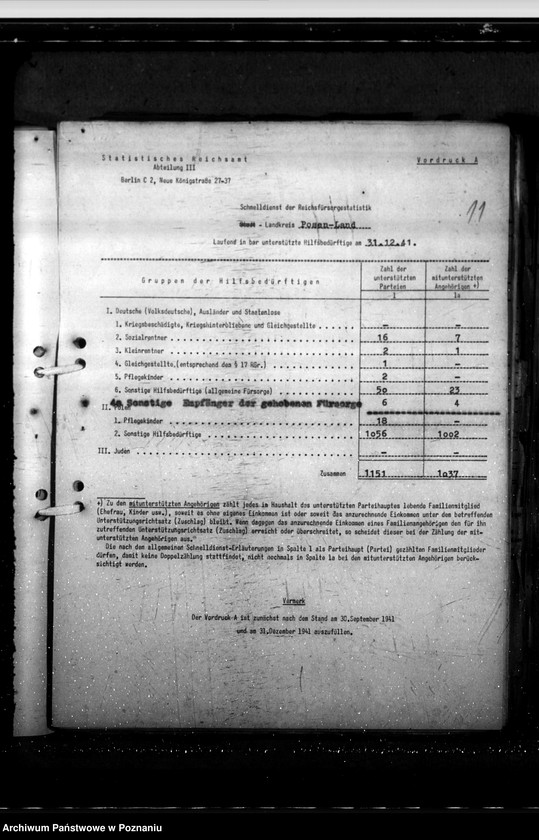 Statistisches Reichsamt
Abteilung III
Berlin C 2, Neue Königstraße 27-37
Vordruck A
11
Schnelldienst der Reichsfürsorgestatistik
Stadt - Landkreis Posen-Land
Laufend in bar unterstützte Hilfsbedürftige am 31.12.41.
Gruppen der Hilfsbedürftigen
Zahl der unterstützten Parteien
Zahl der mitunterstützten Angehörigen *)
1 1a
I. Deutsche (Volksdeutsche), Ausländer und Staatenlose
1. Kriegsbeschädigte, Kriegshinterbliebene und Gleichgestellte . . . . . . - -
2. Sozialrentner . . . . . . 16 7
3. Kleinrentner . . . . . . 2 1
4. Gleichgestellte,(entsprechend dem § 17 RGr.) . . . . . . 1 -
5. Pflegekinder . . . . . . 2 -
6. Sonstige Hilfsbedürftige (allgemeine Fürsorge) . . . . . . 5o 23
4a Sonstige Empfänger der gehobenen Fürsorge 6 4
II. Polen
1. Pflegekinder . . . . . . 18 -
2. Sonstige Hilfsbedürftige . . . . . . 1o56 1oo2
III. Juden . . . . . . - -
Zusammen 1151 1o37
*) Zu den mitunterstützten Angehörigen zählt jedes im Haushalt des unterstützten Parteihauptes lebende Familienmitglied
(Ehefrau, Kinder usw.), soweit es ohne eigenes Einkommen ist oder soweit das anzurechnende Einkommen unter dem betreffenden
Unterstützungsrichtsatz (Zuschlag) bleibt. Wenn dagegen das anzurechnende Einkommen eines Familienangehörigen den für ihn
zutreffenden Unterstützungsrichtsatz (Zuschlag) erreicht oder überschreitet, so scheidet dieser bei der Zählung der mit-
unterstützten Angehörigen aus."
Die nach den allgemeinen Schnelldienst-Erläuterungen in Spalte 1 als Parteihaupt (Partei) gezählten Familienmitglieder
dürfen, damit keine Doppelzählung stattfindet, nicht nochmals in Spalte 1a bei den mitunterstützten Angehörigen berück-
sichtigt werden.
Vermerk
Der Vordruck A ist zunächst nach dem Stand am 30.September 1941
und am 31.Dezember 1941 auszufüllen.
Archiwum Państwowe w Poznaniu